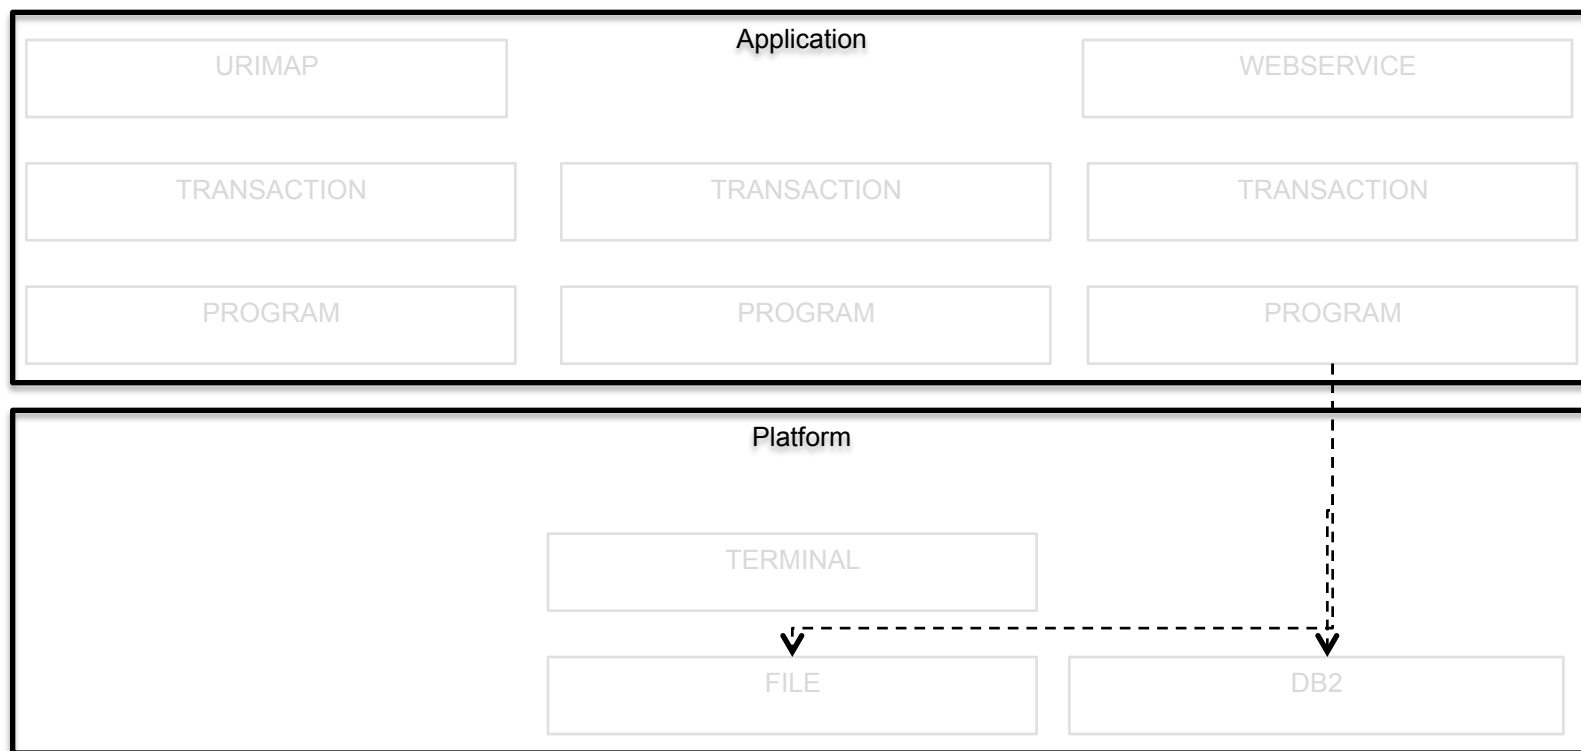 Application
URIMAP
WEBSERVICE
TRANSACTION TRANSACTION TRANSACTION
PROGRAM PROGRAM PROGRAM
Platform
TERMINAL
FILE DB2